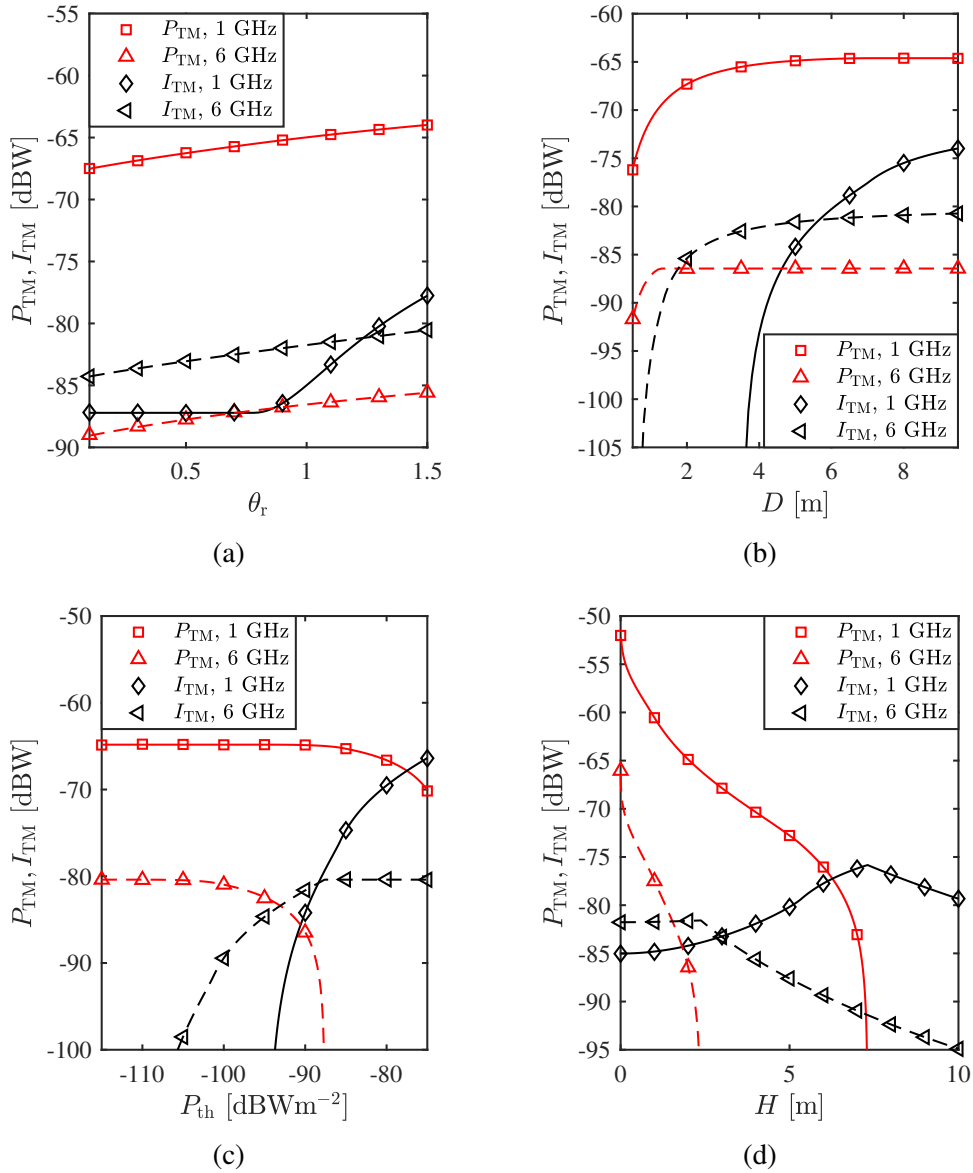 -55
-60
-65
-70
-75
-80
-85
-90
P_TM, I_TM [dBW]
P_TM, 1 GHz
P_TM, 6 GHz
I_TM, 1 GHz
I_TM, 6 GHz
0.5 1 1.5
θ_r
(a)
-60
-65
-70
-75
-80
-85
-90
-95
-100
-105
P_TM, I_TM [dBW]
P_TM, 1 GHz
P_TM, 6 GHz
I_TM, 1 GHz
I_TM, 6 GHz
2 4 6 8
D [m]
(b)
-50
-60
-70
-80
-90
-100
P_TM, I_TM [dBW]
P_TM, 1 GHz
P_TM, 6 GHz
I_TM, 1 GHz
I_TM, 6 GHz
-110 -100 -90 -80
P_th [dBWm⁻²]
(c)
-50
-55
-60
-65
-70
-75
-80
-85
-90
-95
P_TM, I_TM [dBW]
P_TM, 1 GHz
P_TM, 6 GHz
I_TM, 1 GHz
I_TM, 6 GHz
0 5 10
H [m]
(d)